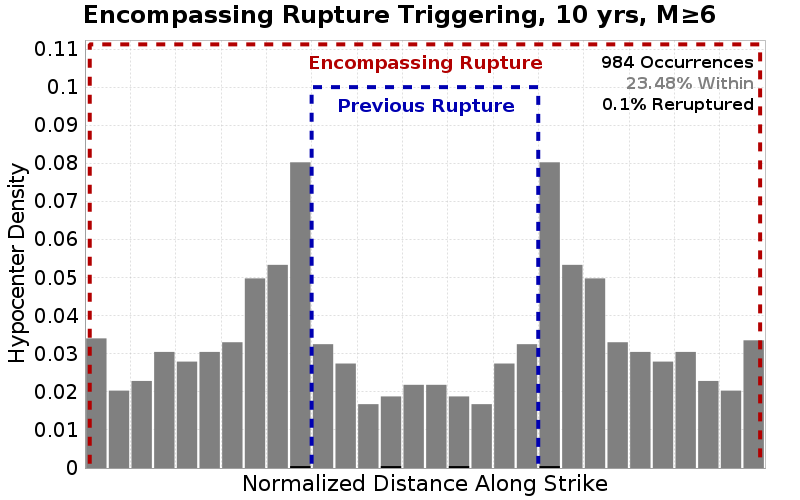 Encompassing Rupture Triggering, 10 yrs, M≥6
0.11
0.1
0.09
0.08
0.07
0.06
0.05
0.04
0.03
0.02
0.01
0
Hypocenter Density
Encompassing Rupture
Previous Rupture
984 Occurrences
23.48% Within
0.1% Reruptured
Normalized Distance Along Strike